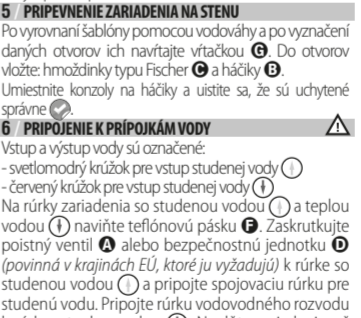 5 / PRIPEVNENIE ZARIADENIA NA STENU
Po vyrovnaní šablóny pomocou vodováhy a po vyznačení
daných otvorov ich navŕtajte vŕtačkou G. Do otvorov
vložte: hmoždinky typu Fischer C a háčiky B.
Umiestnite konzoly na háčiky a uistite sa, že sú uchytené
správne
6 / PRIPOJENIE K PRÍPOJKÁM VODY
Vstup a výstup vody sú označené:
- svetlomodrý krúžok pre vstup studenej vody
- červený krúžok pre vstup studenej vody
Na rúrky zariadenia so studenou vodou ( ) a teplou
vodou ( ) naviňte teflónovú pásku F. Zaskrutkujte
poistný ventil A alebo bezpečnostnú jednotku D
(povinná v krajinách EÚ, ktoré ju vyžadujú) k rúrke so
studenou vodou ( ) a pripojte spojovaciu rúrku pre
studenú vodu. Pripojte rúrku vodovodného rozvodu